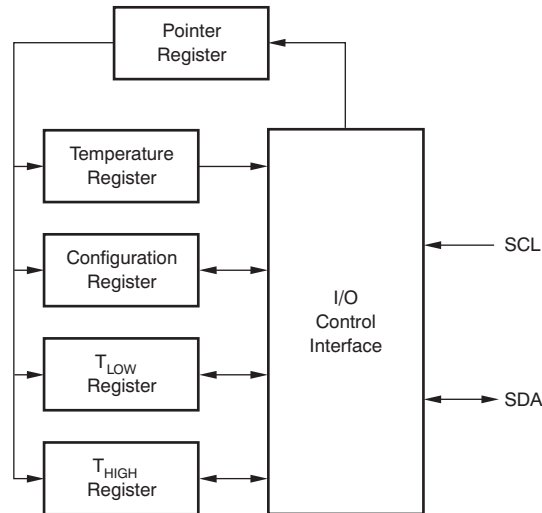 Pointer
Register
Temperature
Register
Configuration
Register
SCL
I/O
Control
Interface
T_LOW
Register
SDA
T_HIGH
Register